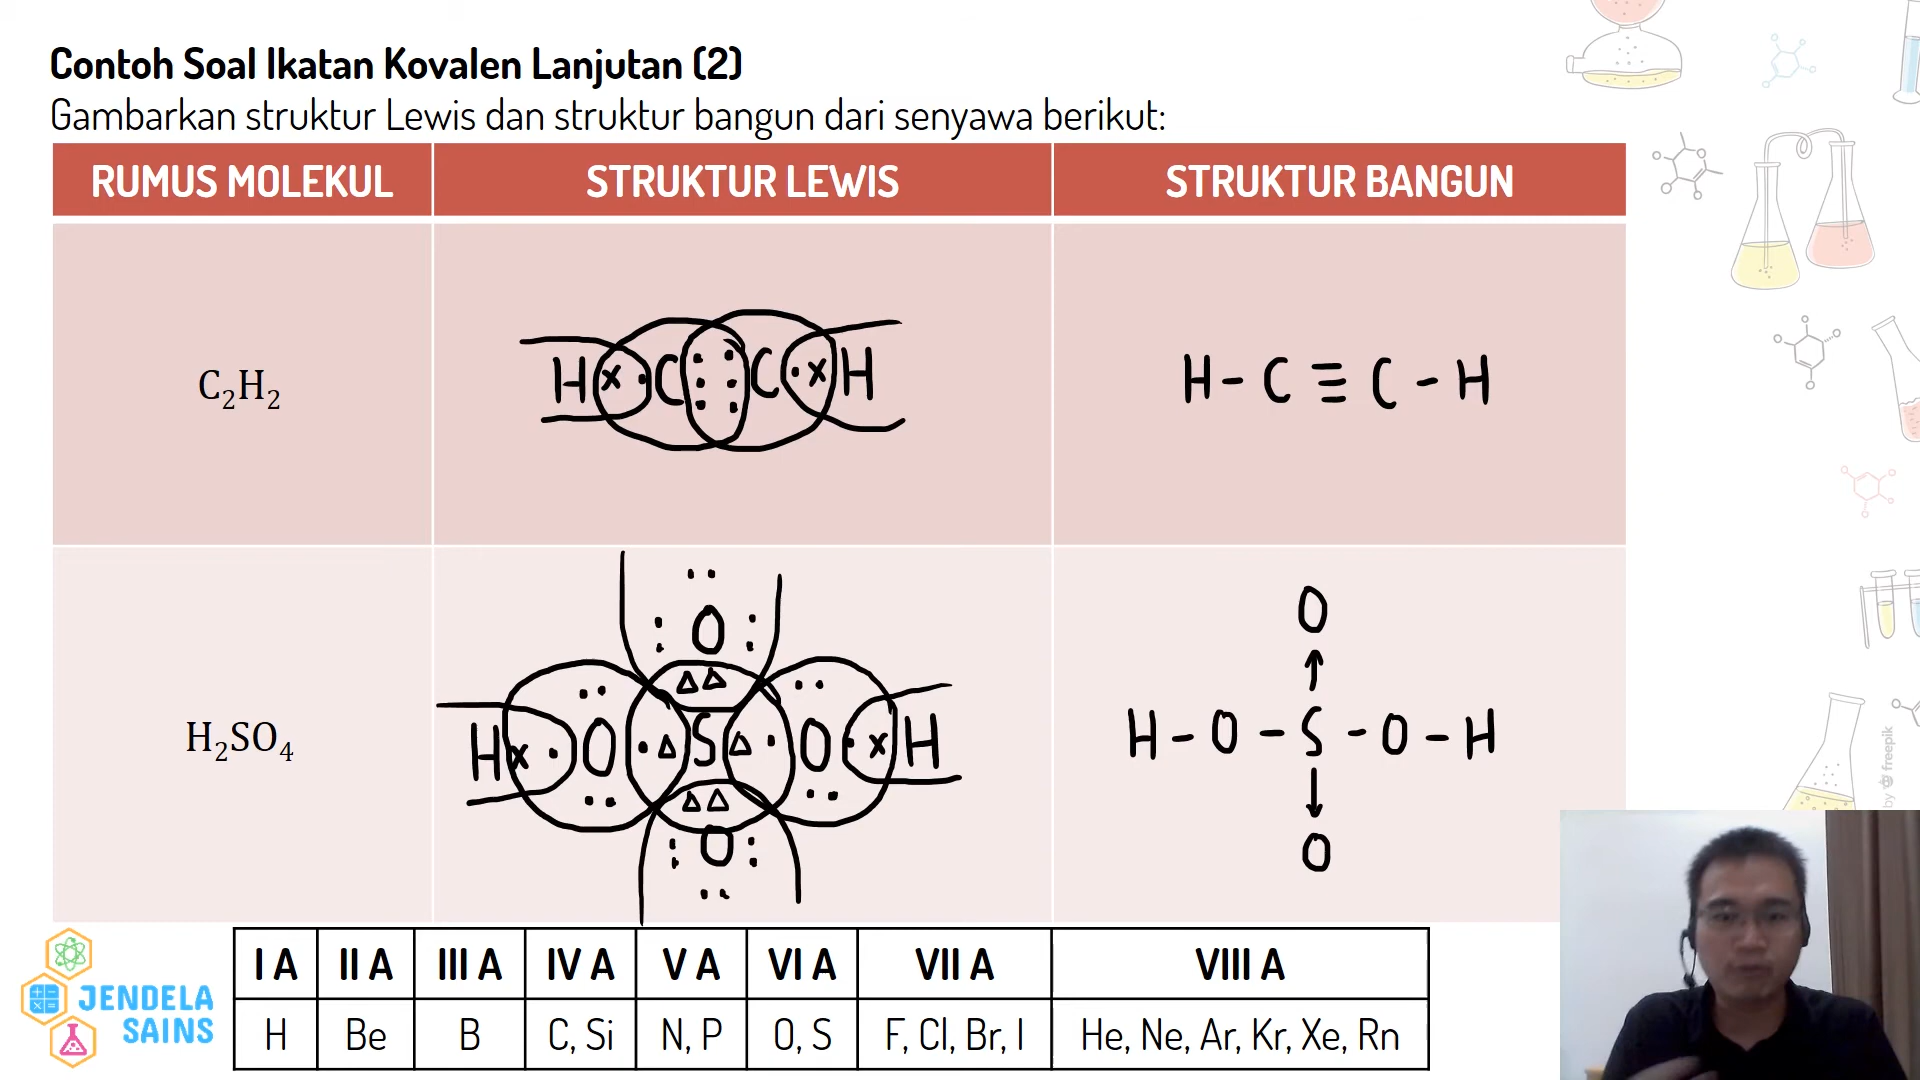 Contoh Soal Ikatan Kovalen Lanjutan (2)
Gambarkan struktur Lewis dan struktur bangun dari senyawa berikut:
RUMUS MOLEKUL STRUKTUR LEWIS STRUKTUR BANGUN
C₂H₂
H × · C ⋮ ⋮ C · × H
H - C ≡ C - H
H₂SO₄
O
△△
H × · O · △ S △ · O · × H
△△
O
O
↑
H - O - S - O - H
↓
O
by freepik
JENDELA
SAINS
I A II A III A IV A V A VI A VII A VIII A
H Be B C, Si N, P O, S F, Cl, Br, I He, Ne, Ar, Kr, Xe, Rn